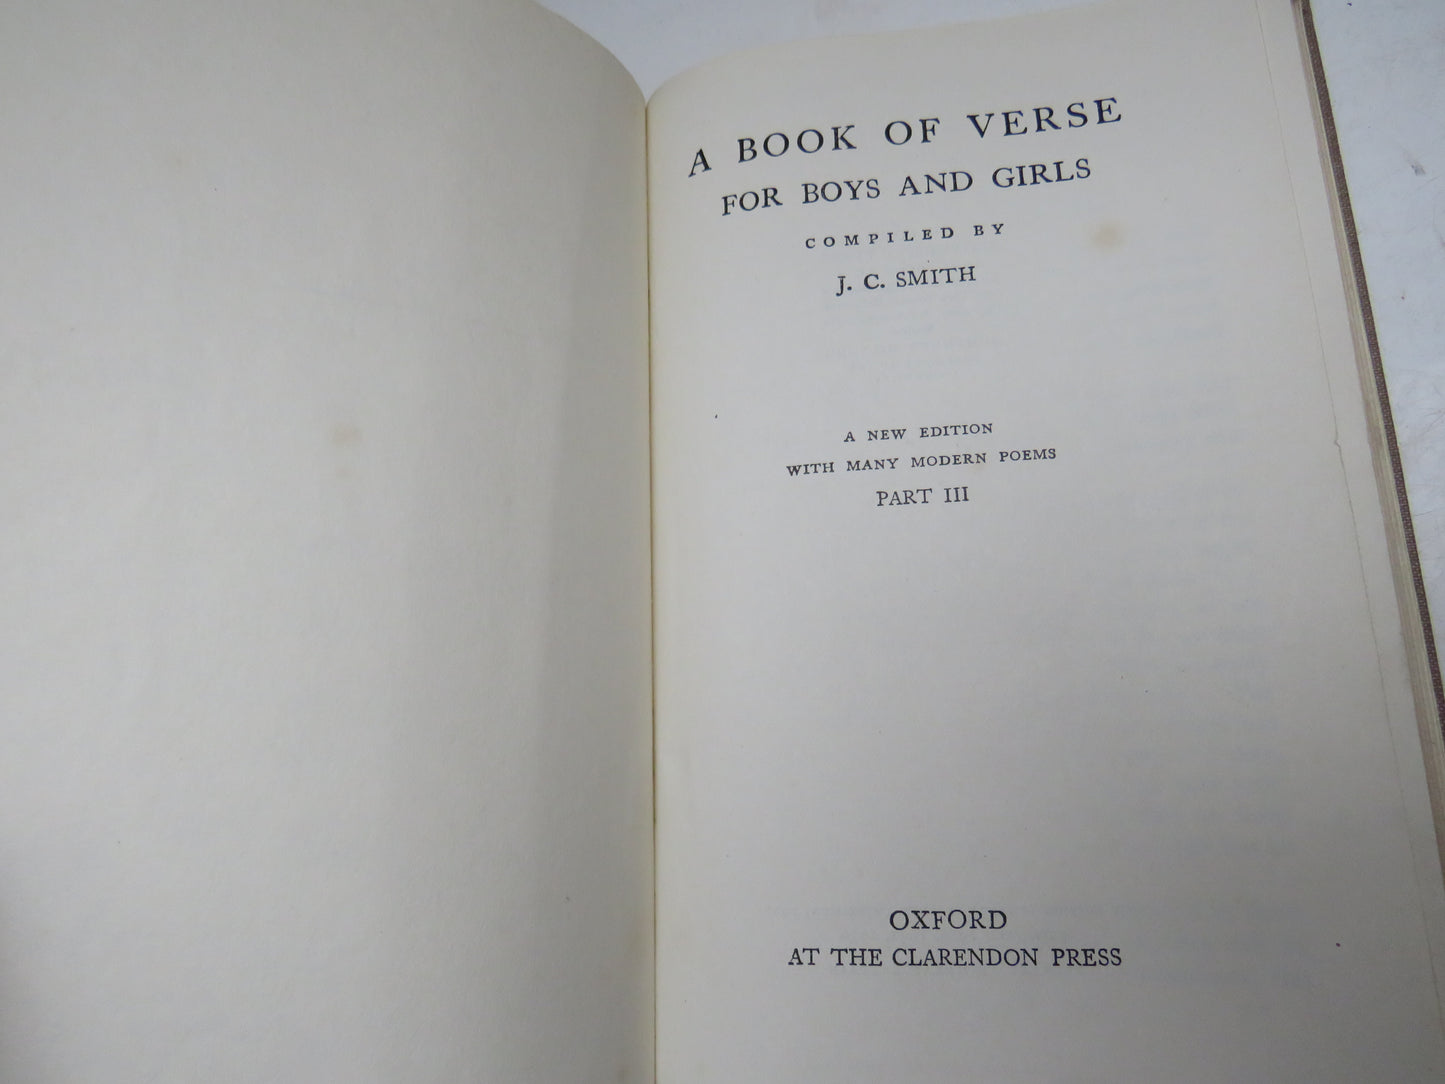 A BOOK OF VERSE
FOR BOYS AND GIRLS
COMPILED BY
J. C. SMITH
A NEW EDITION
WITH MANY MODERN POEMS
PART III
OXFORD
AT THE CLARENDON PRESS